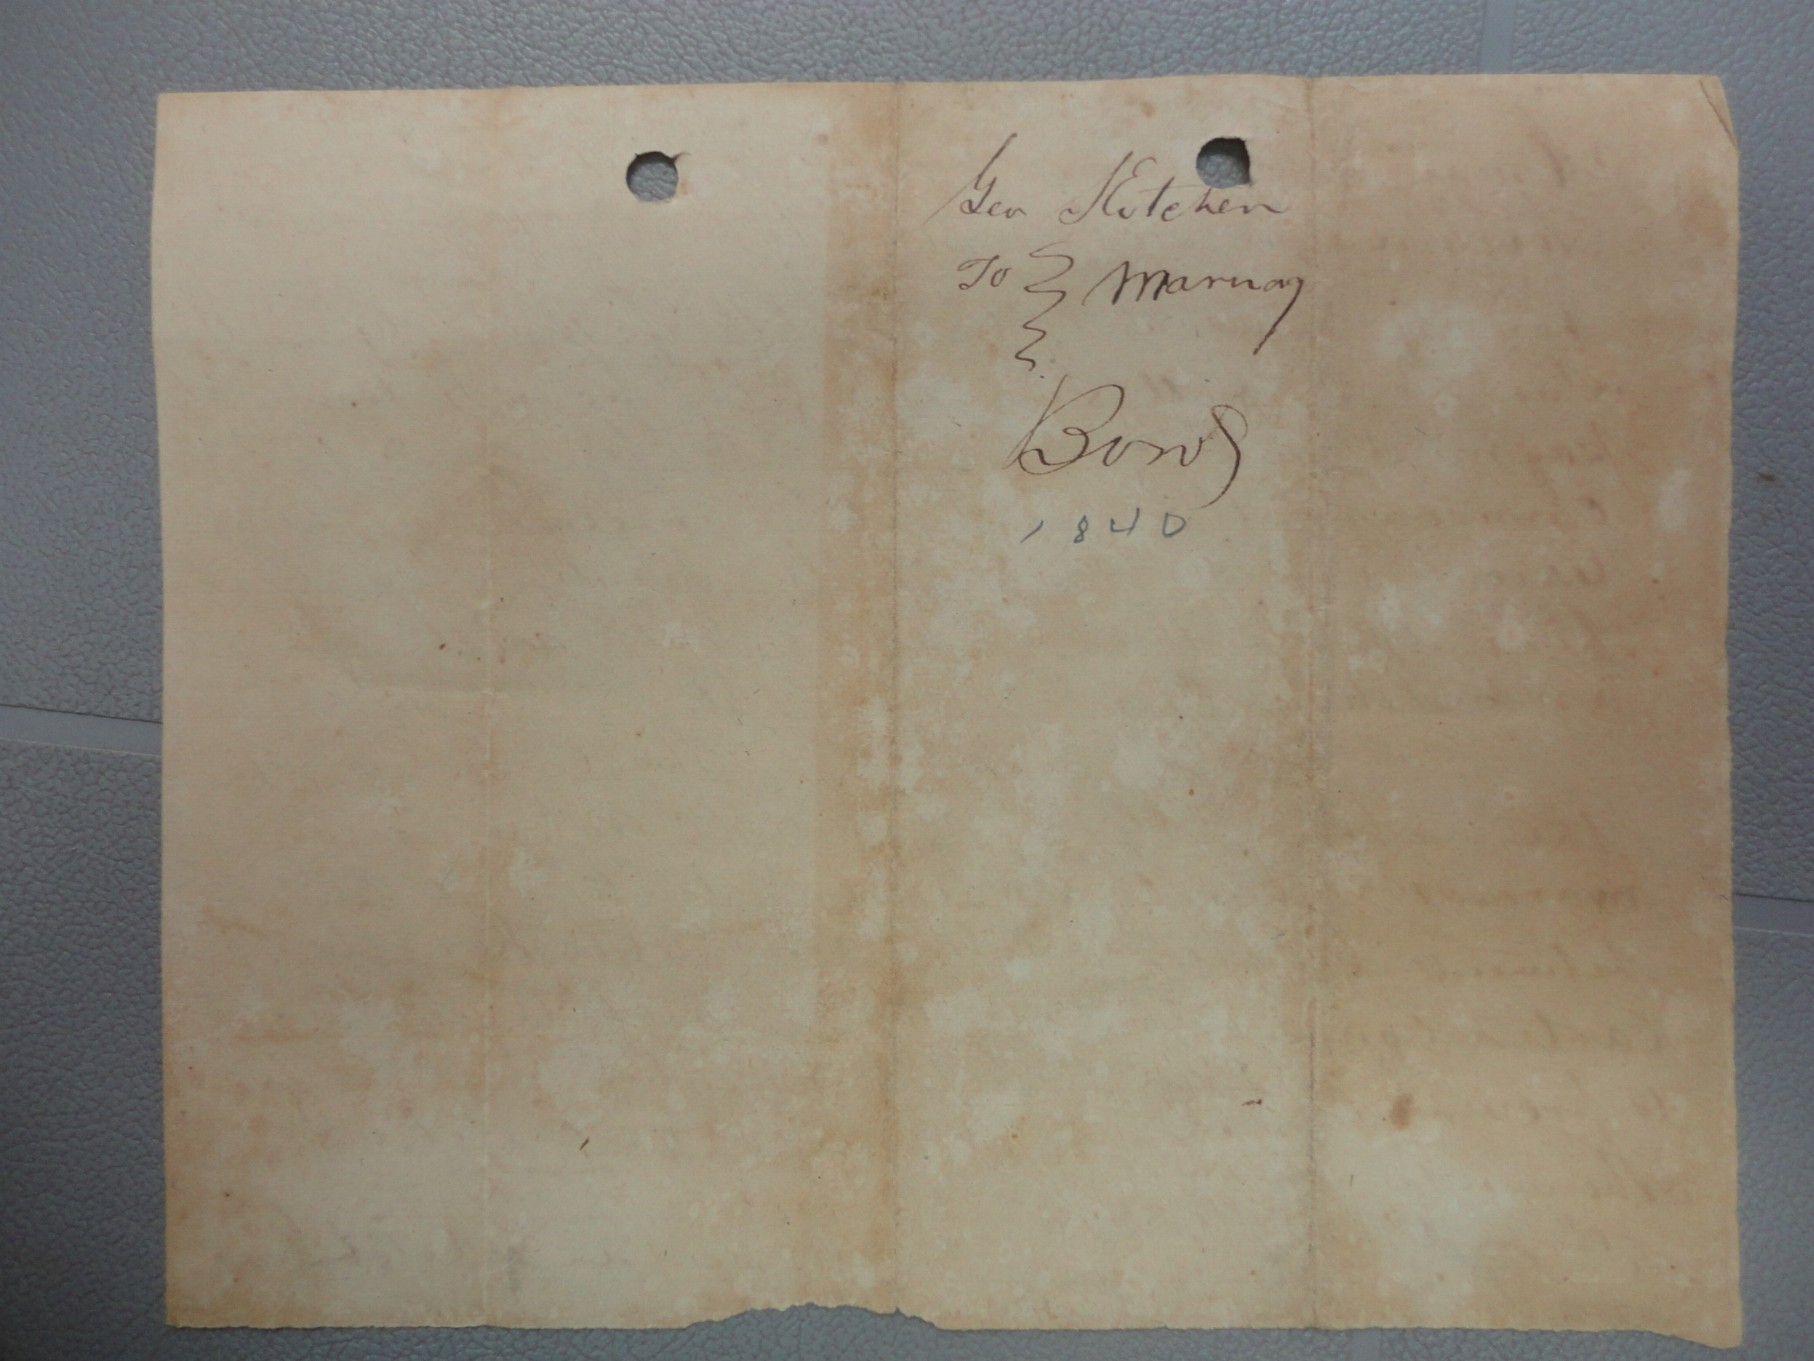 Geo Kitchen
To Marriag
Bond
1840